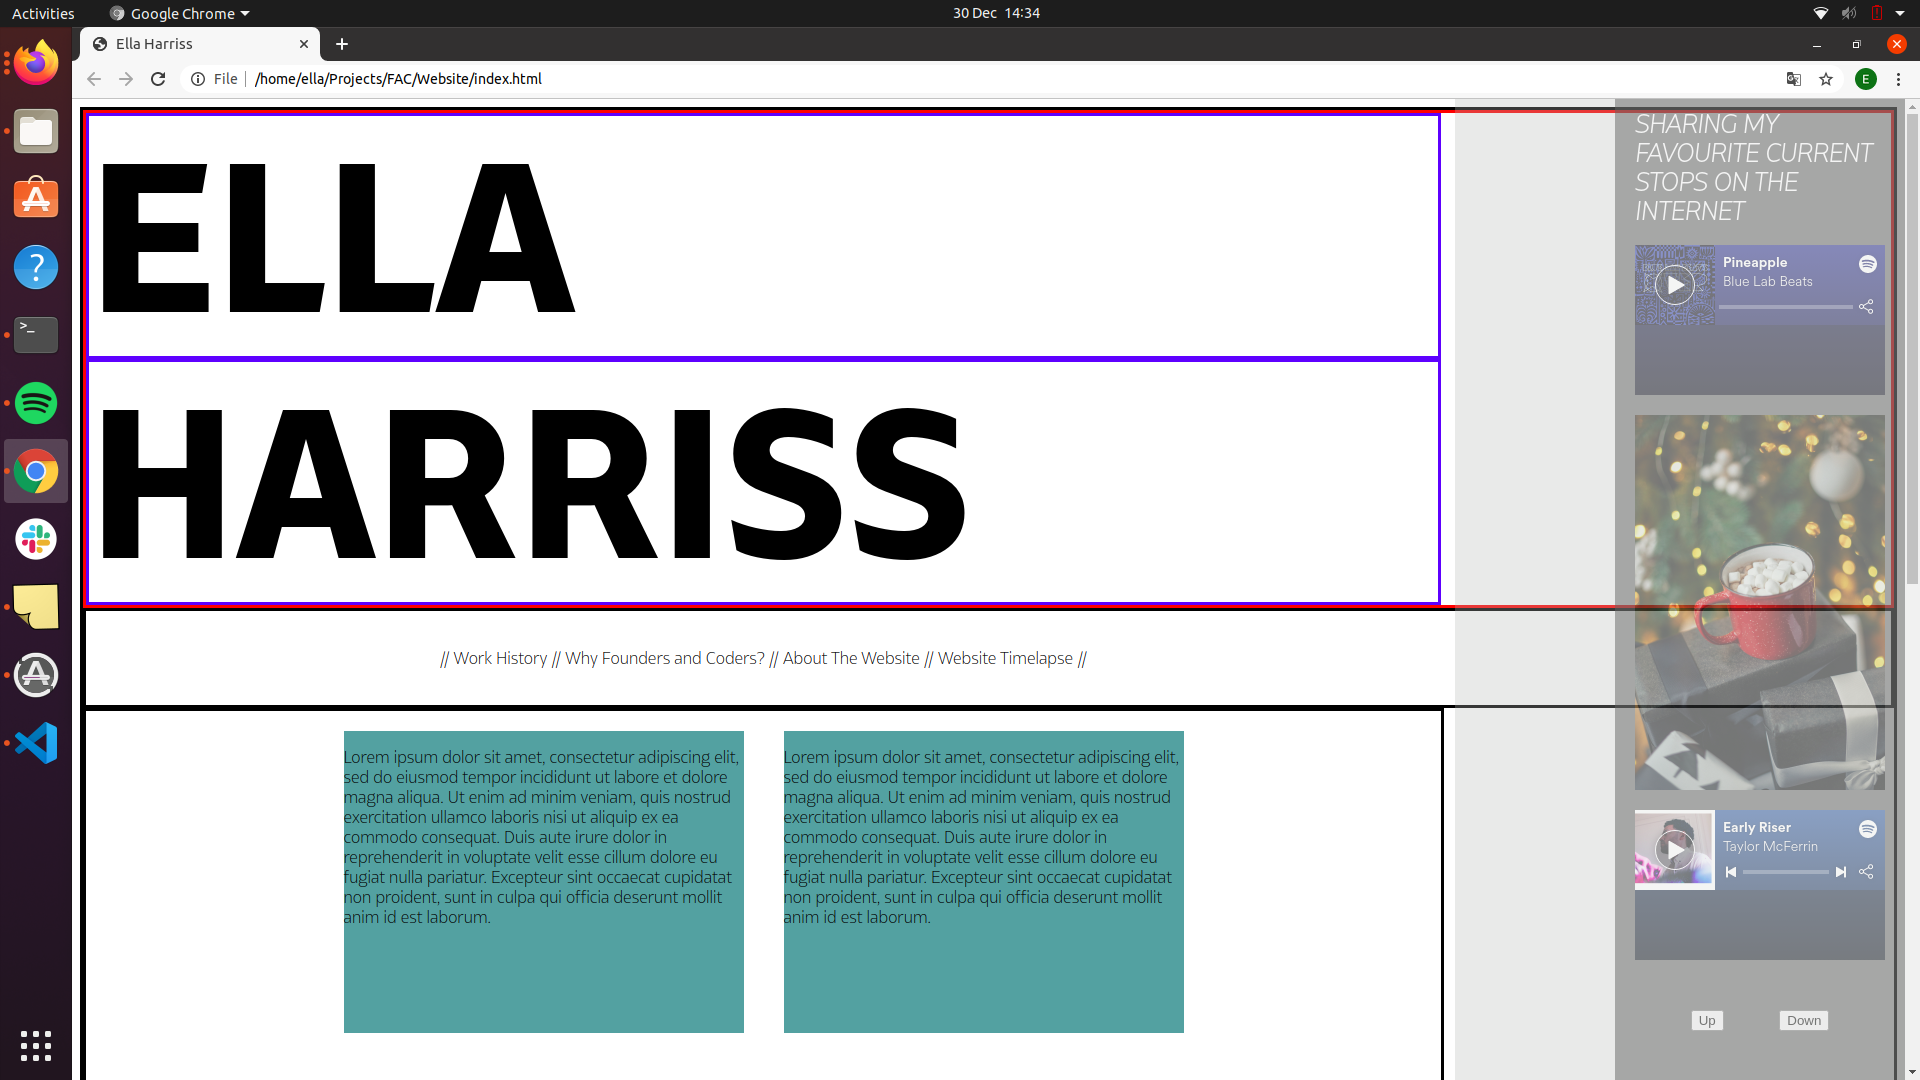 Activities
Google Chrome
30 Dec 14:34
Ella Harriss
File
/home/ella/Projects/FAC/Website/index.html
E
ELLA
HARRISS
// Work History // Why Founders and Coders? // About The Website // Website Timelapse //
Lorem ipsum dolor sit amet, consectetur adipiscing elit,
sed do eiusmod tempor incididunt ut labore et dolore
magna aliqua. Ut enim ad minim veniam, quis nostrud
exercitation ullamco laboris nisi ut aliquip ex ea
commodo consequat. Duis aute irure dolor in
reprehenderit in voluptate velit esse cillum dolore eu
fugiat nulla pariatur. Excepteur sint occaecat cupidatat
non proident, sunt in culpa qui officia deserunt mollit
anim id est laborum.
Lorem ipsum dolor sit amet, consectetur adipiscing elit,
sed do eiusmod tempor incididunt ut labore et dolore
magna aliqua. Ut enim ad minim veniam, quis nostrud
exercitation ullamco laboris nisi ut aliquip ex ea
commodo consequat. Duis aute irure dolor in
reprehenderit in voluptate velit esse cillum dolore eu
fugiat nulla pariatur. Excepteur sint occaecat cupidatat
non proident, sunt in culpa qui officia deserunt mollit
anim id est laborum.
SHARING MY
FAVOURITE CURRENT
STOPS ON THE
INTERNET
Pineapple
Blue Lab Beats
Early Riser
Taylor McFerrin
Up
Down